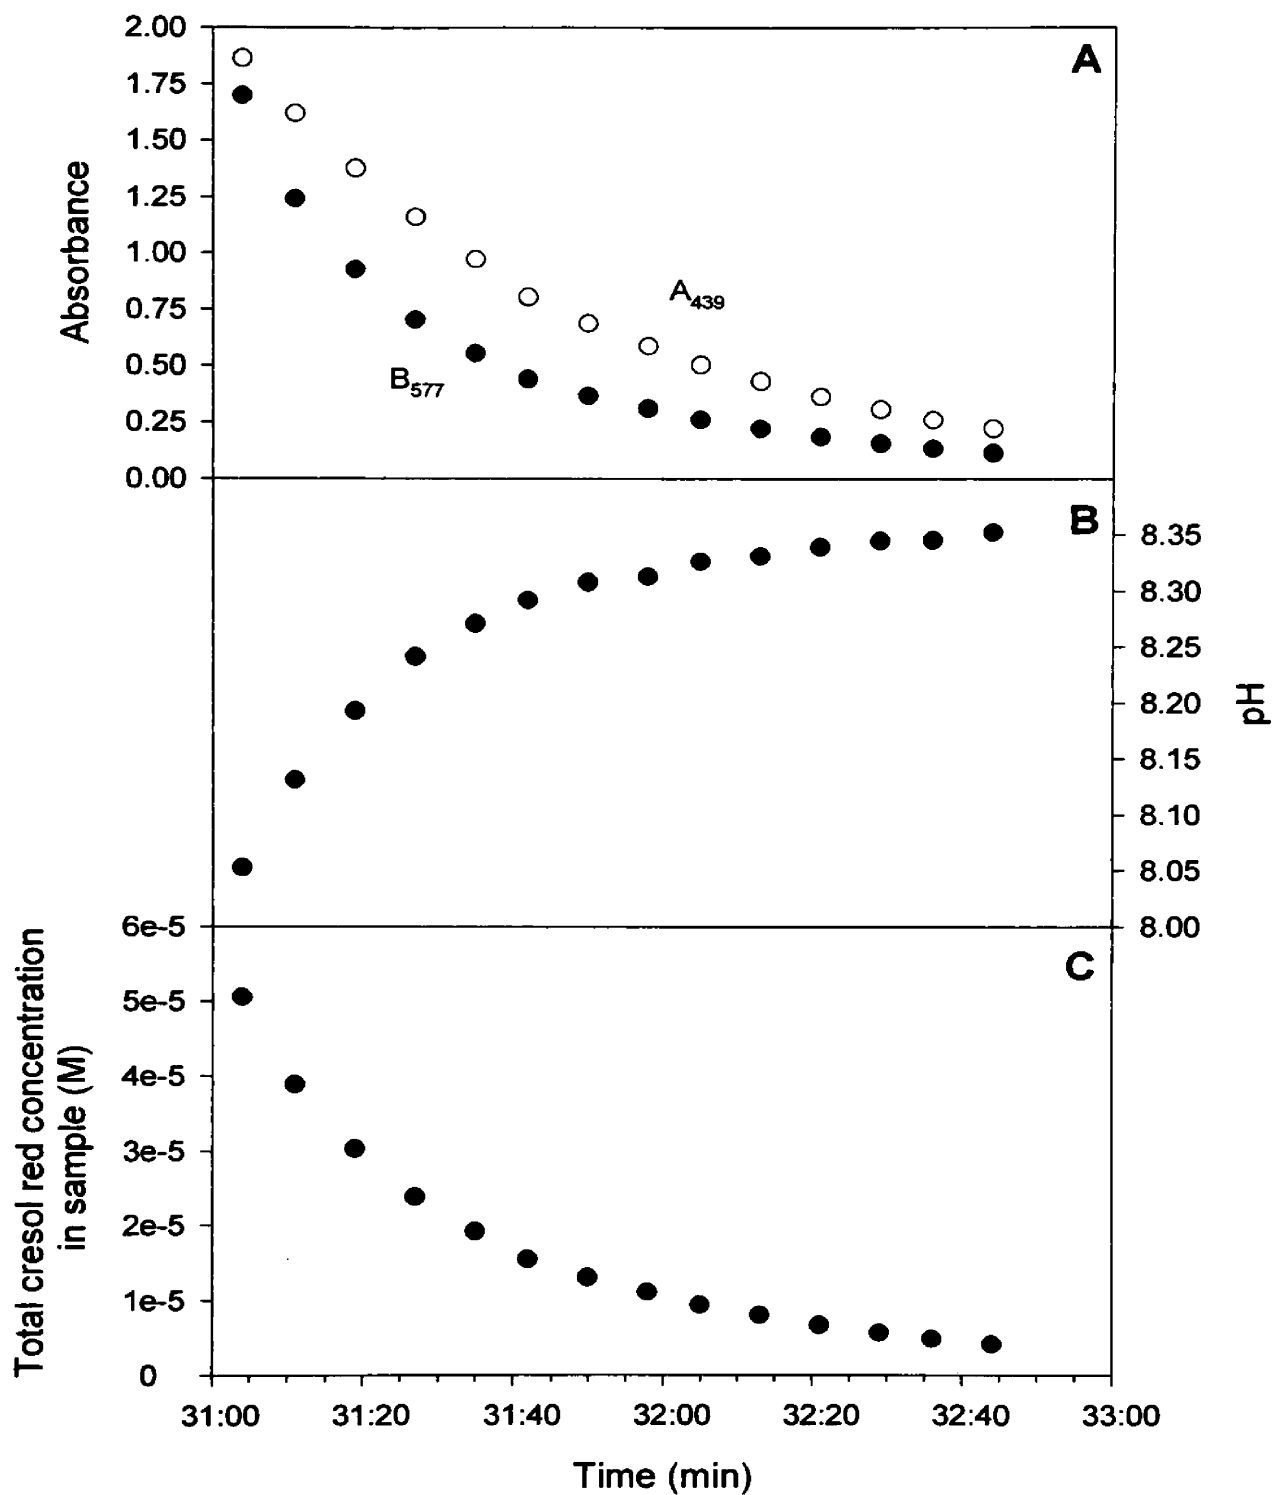 2.00
1.75
1.50
1.25
1.00
0.75
0.50
0.25
0.00
Absorbance
A
A439
B577
B
8.35
8.30
8.25
8.20
8.15
8.10
8.05
8.00
pH
6e-5
5e-5
4e-5
3e-5
2e-5
1e-5
0
Total cresol red concentration
in sample (M)
C
31:00 31:20 31:40 32:00 32:20 32:40 33:00
Time (min)